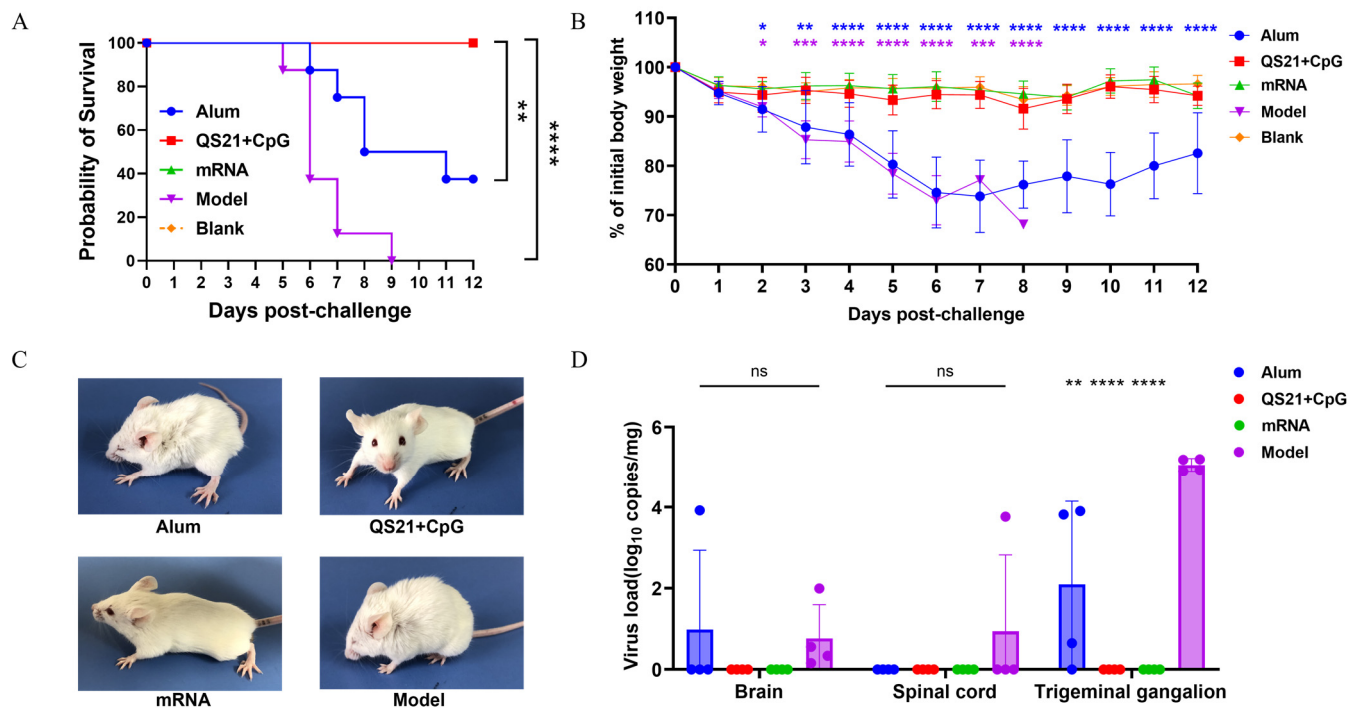 A
Probability of Survival
100
80
60
40
20
0
0 1 2 3 4 5 6 7 8 9 10 11 12
Days post-challenge
Alum
QS21+CpG
mRNA
Model
Blank
**
****
B
% of initial body weight
100
90
80
70
60
* ** **** **** **** **** **** **** **** **** ****
* *** **** **** **** *** ****
0 1 2 3 4 5 6 7 8 9 10 11 12
Days post-challenge
Alum
QS21+CpG
mRNA
Model
Blank
C
Alum
QS21+CpG
mRNA
Model
D
Virus load(log10 copies/mg)
6
4
2
0
ns
ns
** **** ****
Brain
Spinal cord
Trigeminal gangalion
Alum
QS21+CpG
mRNA
Model